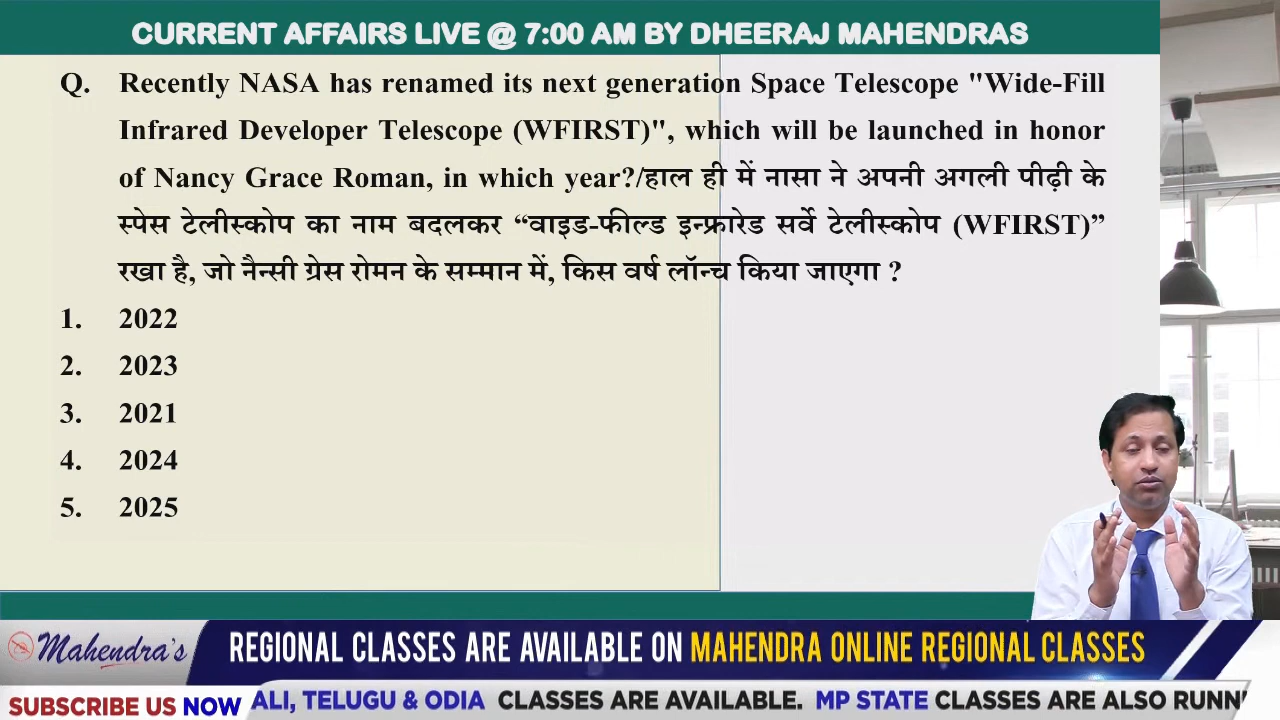 CURRENT AFFAIRS LIVE @ 7:00 AM BY DHEERAJ MAHENDRAS
Q. Recently NASA has renamed its next generation Space Telescope "Wide-Fill
Infrared Developer Telescope (WFIRST)", which will be launched in honor
of Nancy Grace Roman, in which year?/हाल ही में नासा ने अपनी अगली पीढ़ी के
स्पेस टेलीस्कोप का नाम बदलकर “वाइड-फील्ड इन्फ्रारेड सर्वे टेलीस्कोप (WFIRST)”
रखा है, जो नैन्सी ग्रेस रोमन के सम्मान में, किस वर्ष लॉन्च किया जाएगा ?
1. 2022
2. 2023
3. 2021
4. 2024
5. 2025
Mahendra's
REGIONAL CLASSES ARE AVAILABLE ON MAHENDRA ONLINE REGIONAL CLASSES
SUBSCRIBE US NOW ALI, TELUGU & ODIA CLASSES ARE AVAILABLE. MP STATE CLASSES ARE ALSO RUNN